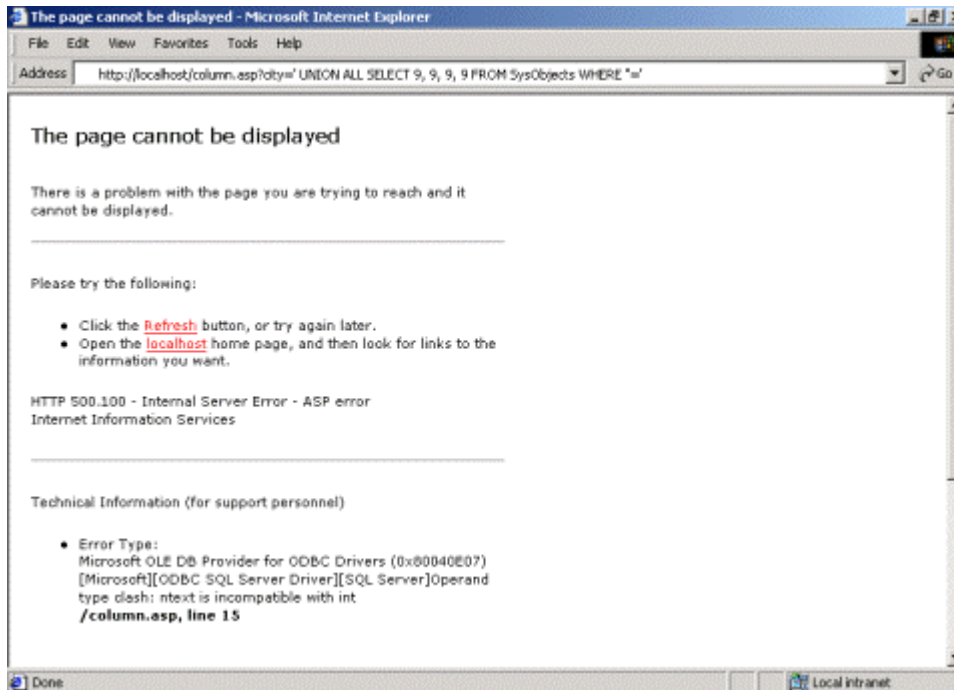 The page cannot be displayed - Microsoft Internet Explorer
File Edit View Favorites Tools Help
Address http://localhost/column.asp?city=' UNION ALL SELECT 9, 9, 9, 9 FROM SysObjects WHERE ''=' Go
The page cannot be displayed
There is a problem with the page you are trying to reach and it
cannot be displayed.
Please try the following:
• Click the Refresh button, or try again later.
• Open the localhost home page, and then look for links to the
information you want.
HTTP 500.100 - Internal Server Error - ASP error
Internet Information Services
Technical Information (for support personnel)
• Error Type:
Microsoft OLE DB Provider for ODBC Drivers (0x80040E07)
[Microsoft][ODBC SQL Server Driver][SQL Server]Operand
type clash: ntext is incompatible with int
/column.asp, line 15
Done Local intranet